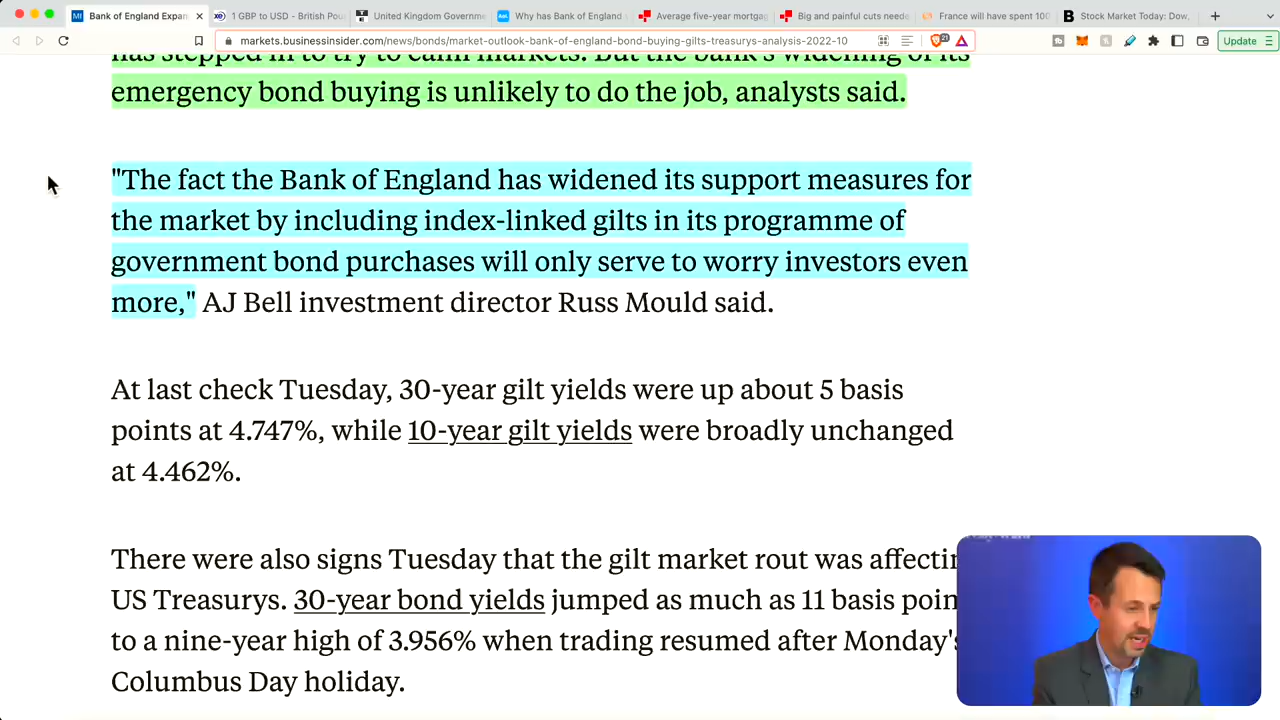 Bank of England Expan
1 GBP to USD - British Pou
United Kingdom Governme
Why has Bank of England
Average five-year mortgag
Big and painful cuts neede
France will have spent 100
Stock Market Today: Dow,
markets.businessinsider.com/news/bonds/market-outlook-bank-of-england-bond-buying-gilts-treasurys-analysis-2022-10
21
Update
has stepped in to try to calm markets. But the bank's widening of its
emergency bond buying is unlikely to do the job, analysts said.
"The fact the Bank of England has widened its support measures for
the market by including index-linked gilts in its programme of
government bond purchases will only serve to worry investors even
more," AJ Bell investment director Russ Mould said.
At last check Tuesday, 30-year gilt yields were up about 5 basis
points at 4.747%, while 10-year gilt yields were broadly unchanged
at 4.462%.
There were also signs Tuesday that the gilt market rout was affectin
US Treasurys. 30-year bond yields jumped as much as 11 basis poin
to a nine-year high of 3.956% when trading resumed after Monday's
Columbus Day holiday.